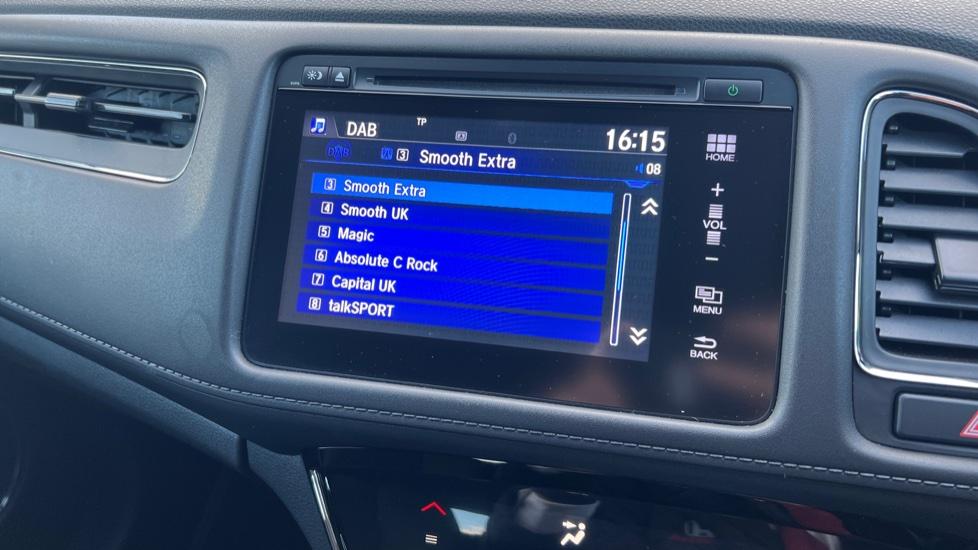 DAB TP 16:15
DAB 3 Smooth Extra 08
3 Smooth Extra
4 Smooth UK
5 Magic
6 Absolute C Rock
7 Capital UK
8 talkSPORT
HOME
+
VOL
−
MENU
BACK